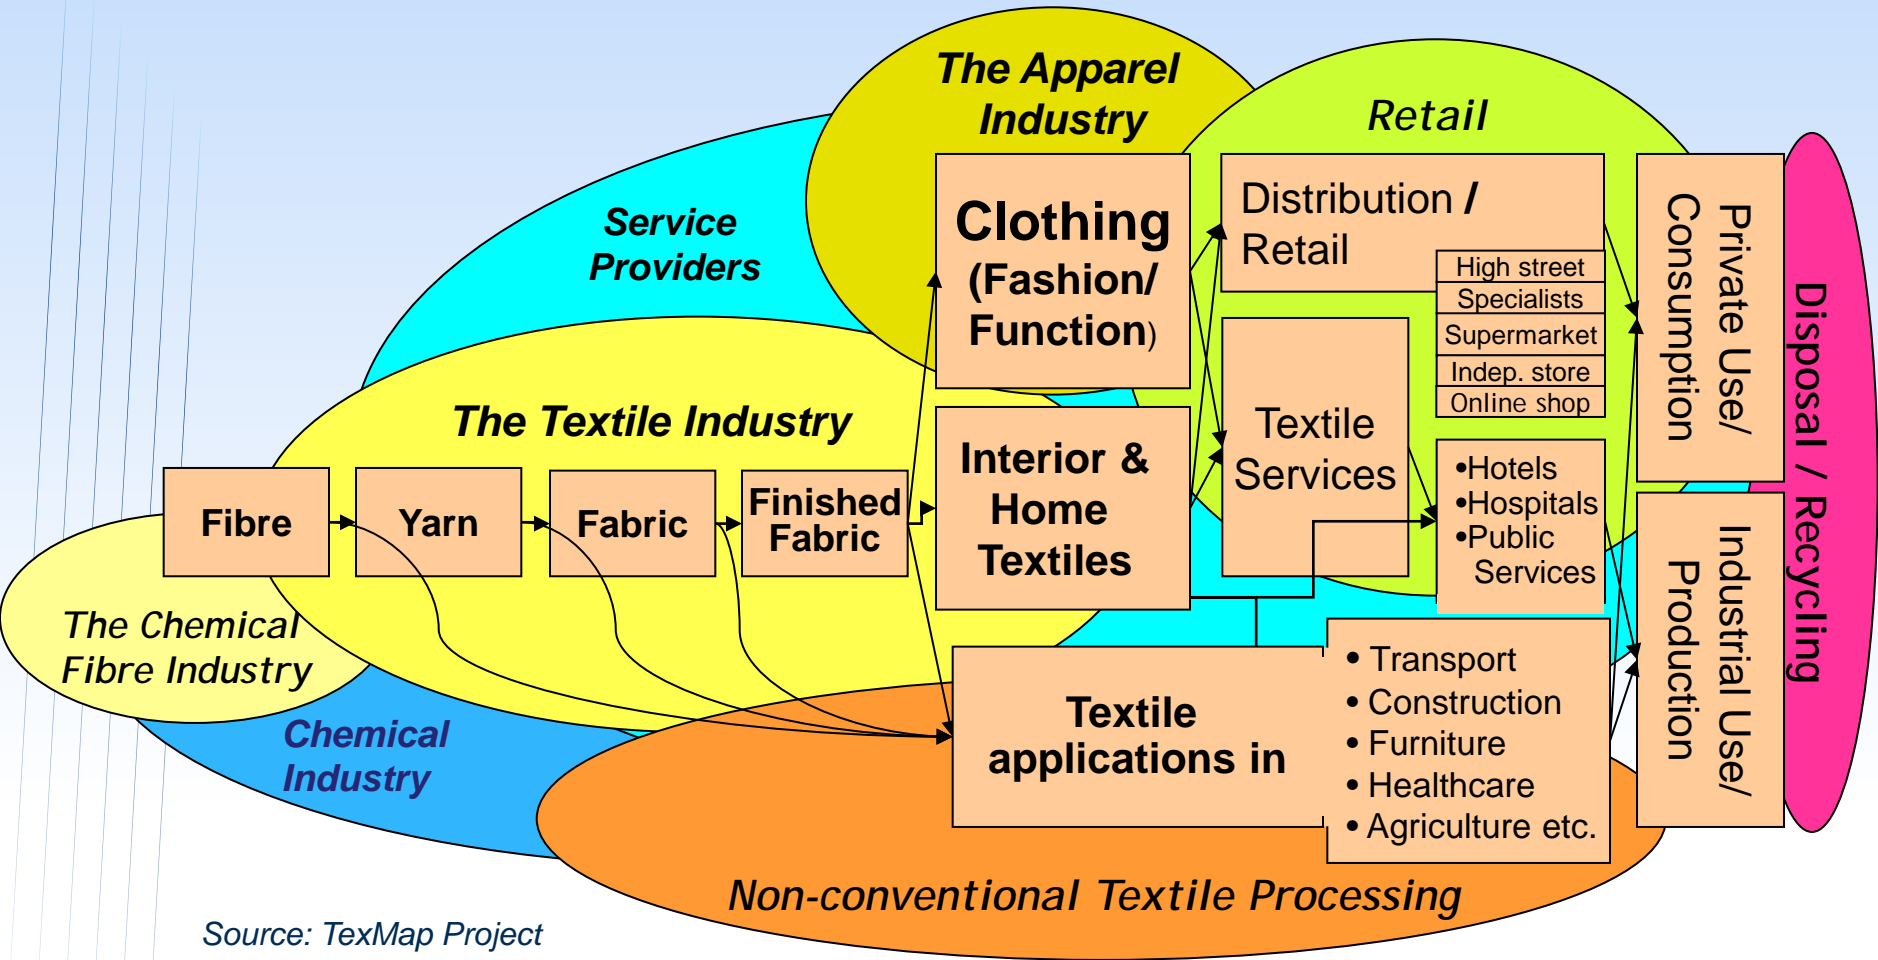 The Apparel
Industry
Retail
Service
Providers
Clothing
(Fashion/
Function)
Distribution /
Retail
High street
Specialists
Supermarket
Indep. store
Online shop
Private Use/
Consumption
Disposal / Recycling
The Textile Industry
Fibre
Yarn
Fabric
Finished
Fabric
Interior &
Home
Textiles
Textile
Services
•Hotels
•Hospitals
•Public
Services
Industrial Use/
Production
The Chemical
Fibre Industry
Chemical
Industry
Textile
applications in
• Transport
• Construction
• Furniture
• Healthcare
• Agriculture etc.
Non-conventional Textile Processing
Source: TexMap Project